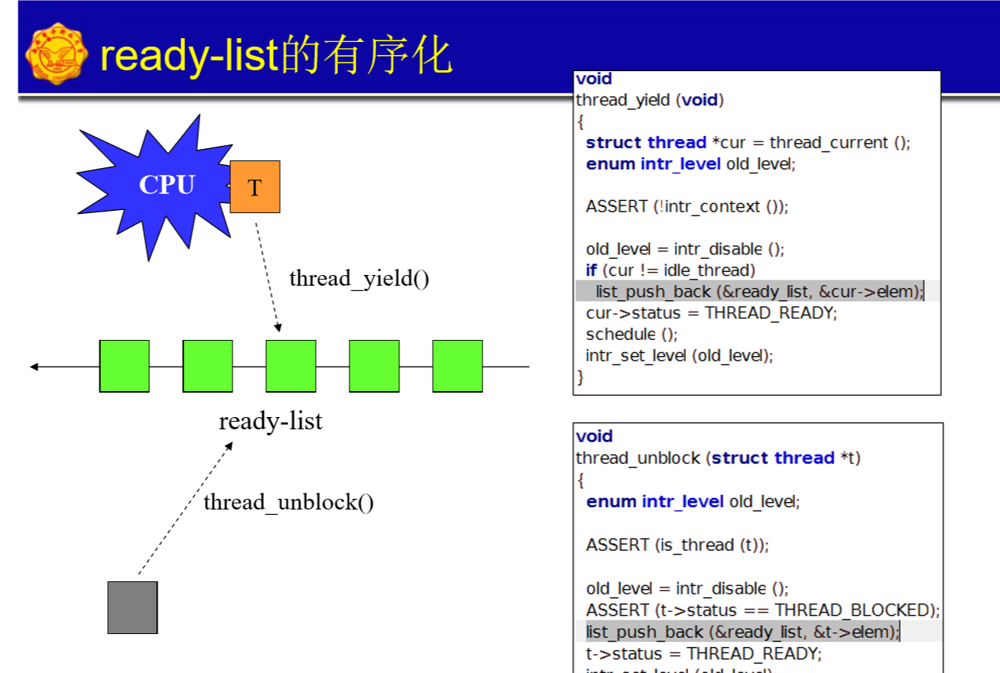 ready-list的有序化
CPU
T
thread_yield()
ready-list
thread_unblock()
void
thread_yield (void)
{
struct thread *cur = thread_current ();
enum intr_level old_level;
ASSERT (!intr_context ());
old_level = intr_disable ();
if (cur != idle_thread)
list_push_back (&ready_list, &cur->elem);
cur->status = THREAD_READY;
schedule ();
intr_set_level (old_level);
}
void
thread_unblock (struct thread *t)
{
enum intr_level old_level;
ASSERT (is_thread (t));
old_level = intr_disable ();
ASSERT (t->status == THREAD_BLOCKED);
list_push_back (&ready_list, &t->elem);
t->status = THREAD_READY;